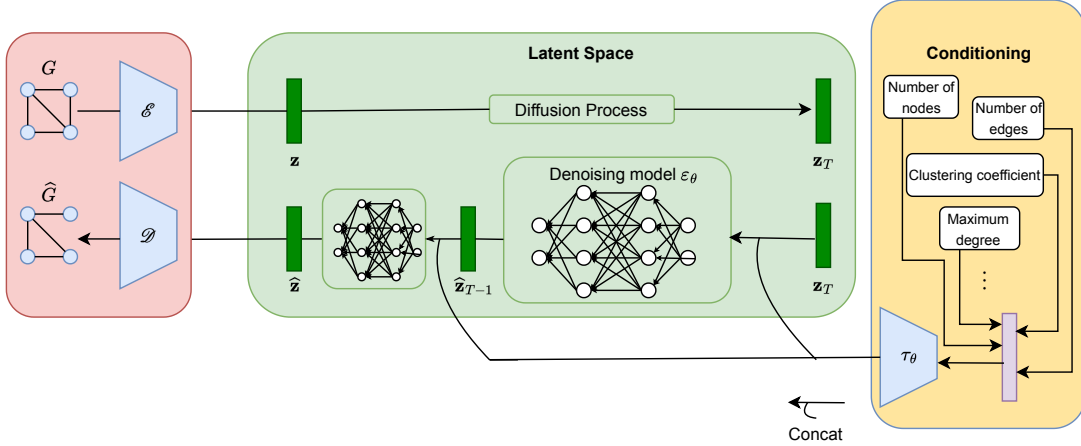 Latent Space
Conditioning
G
ℰ
z
Diffusion Process
z_T
Number of
nodes
Number of
edges
Clustering coefficient
Maximum
degree
⋮
Ĝ
𝒟
ẑ
ẑ_{T−1}
Denoising model ε_θ
z_T
τ_θ
Concat